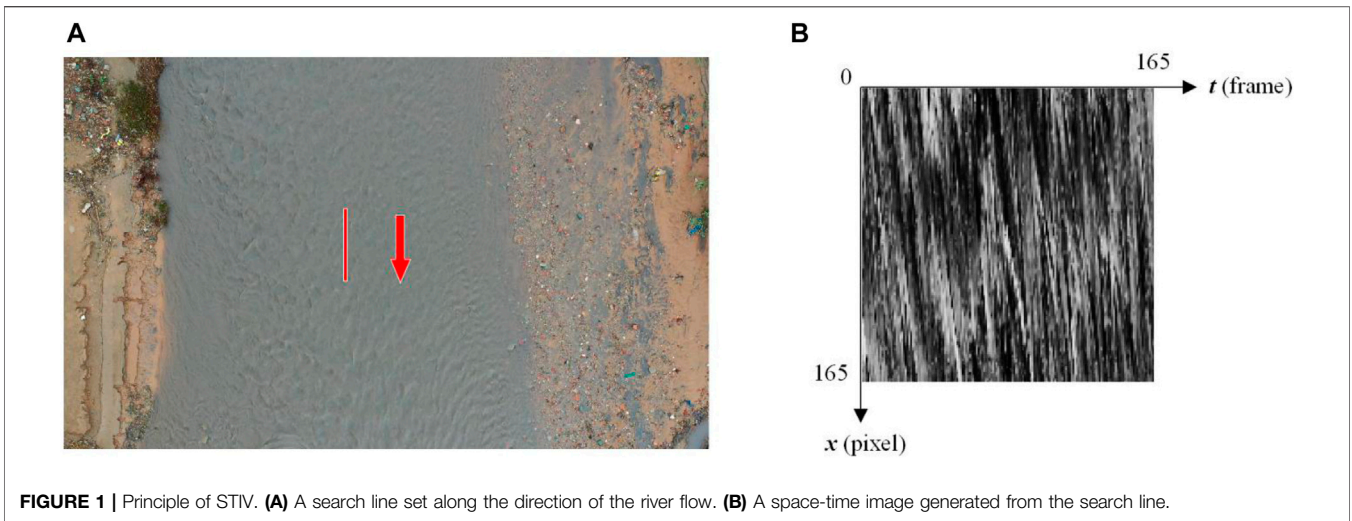 A
B
0
165
t (frame)
165
x (pixel)
FIGURE 1 | Principle of STIV. (A) A search line set along the direction of the river flow. (B) A space-time image generated from the search line.